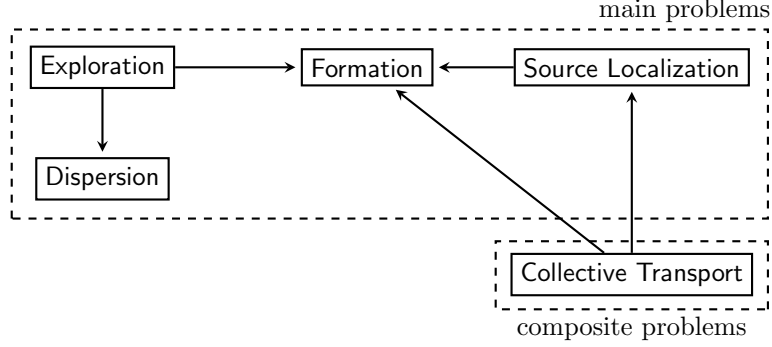 main problems
Exploration
Formation
Source Localization
Dispersion
Collective Transport
composite problems